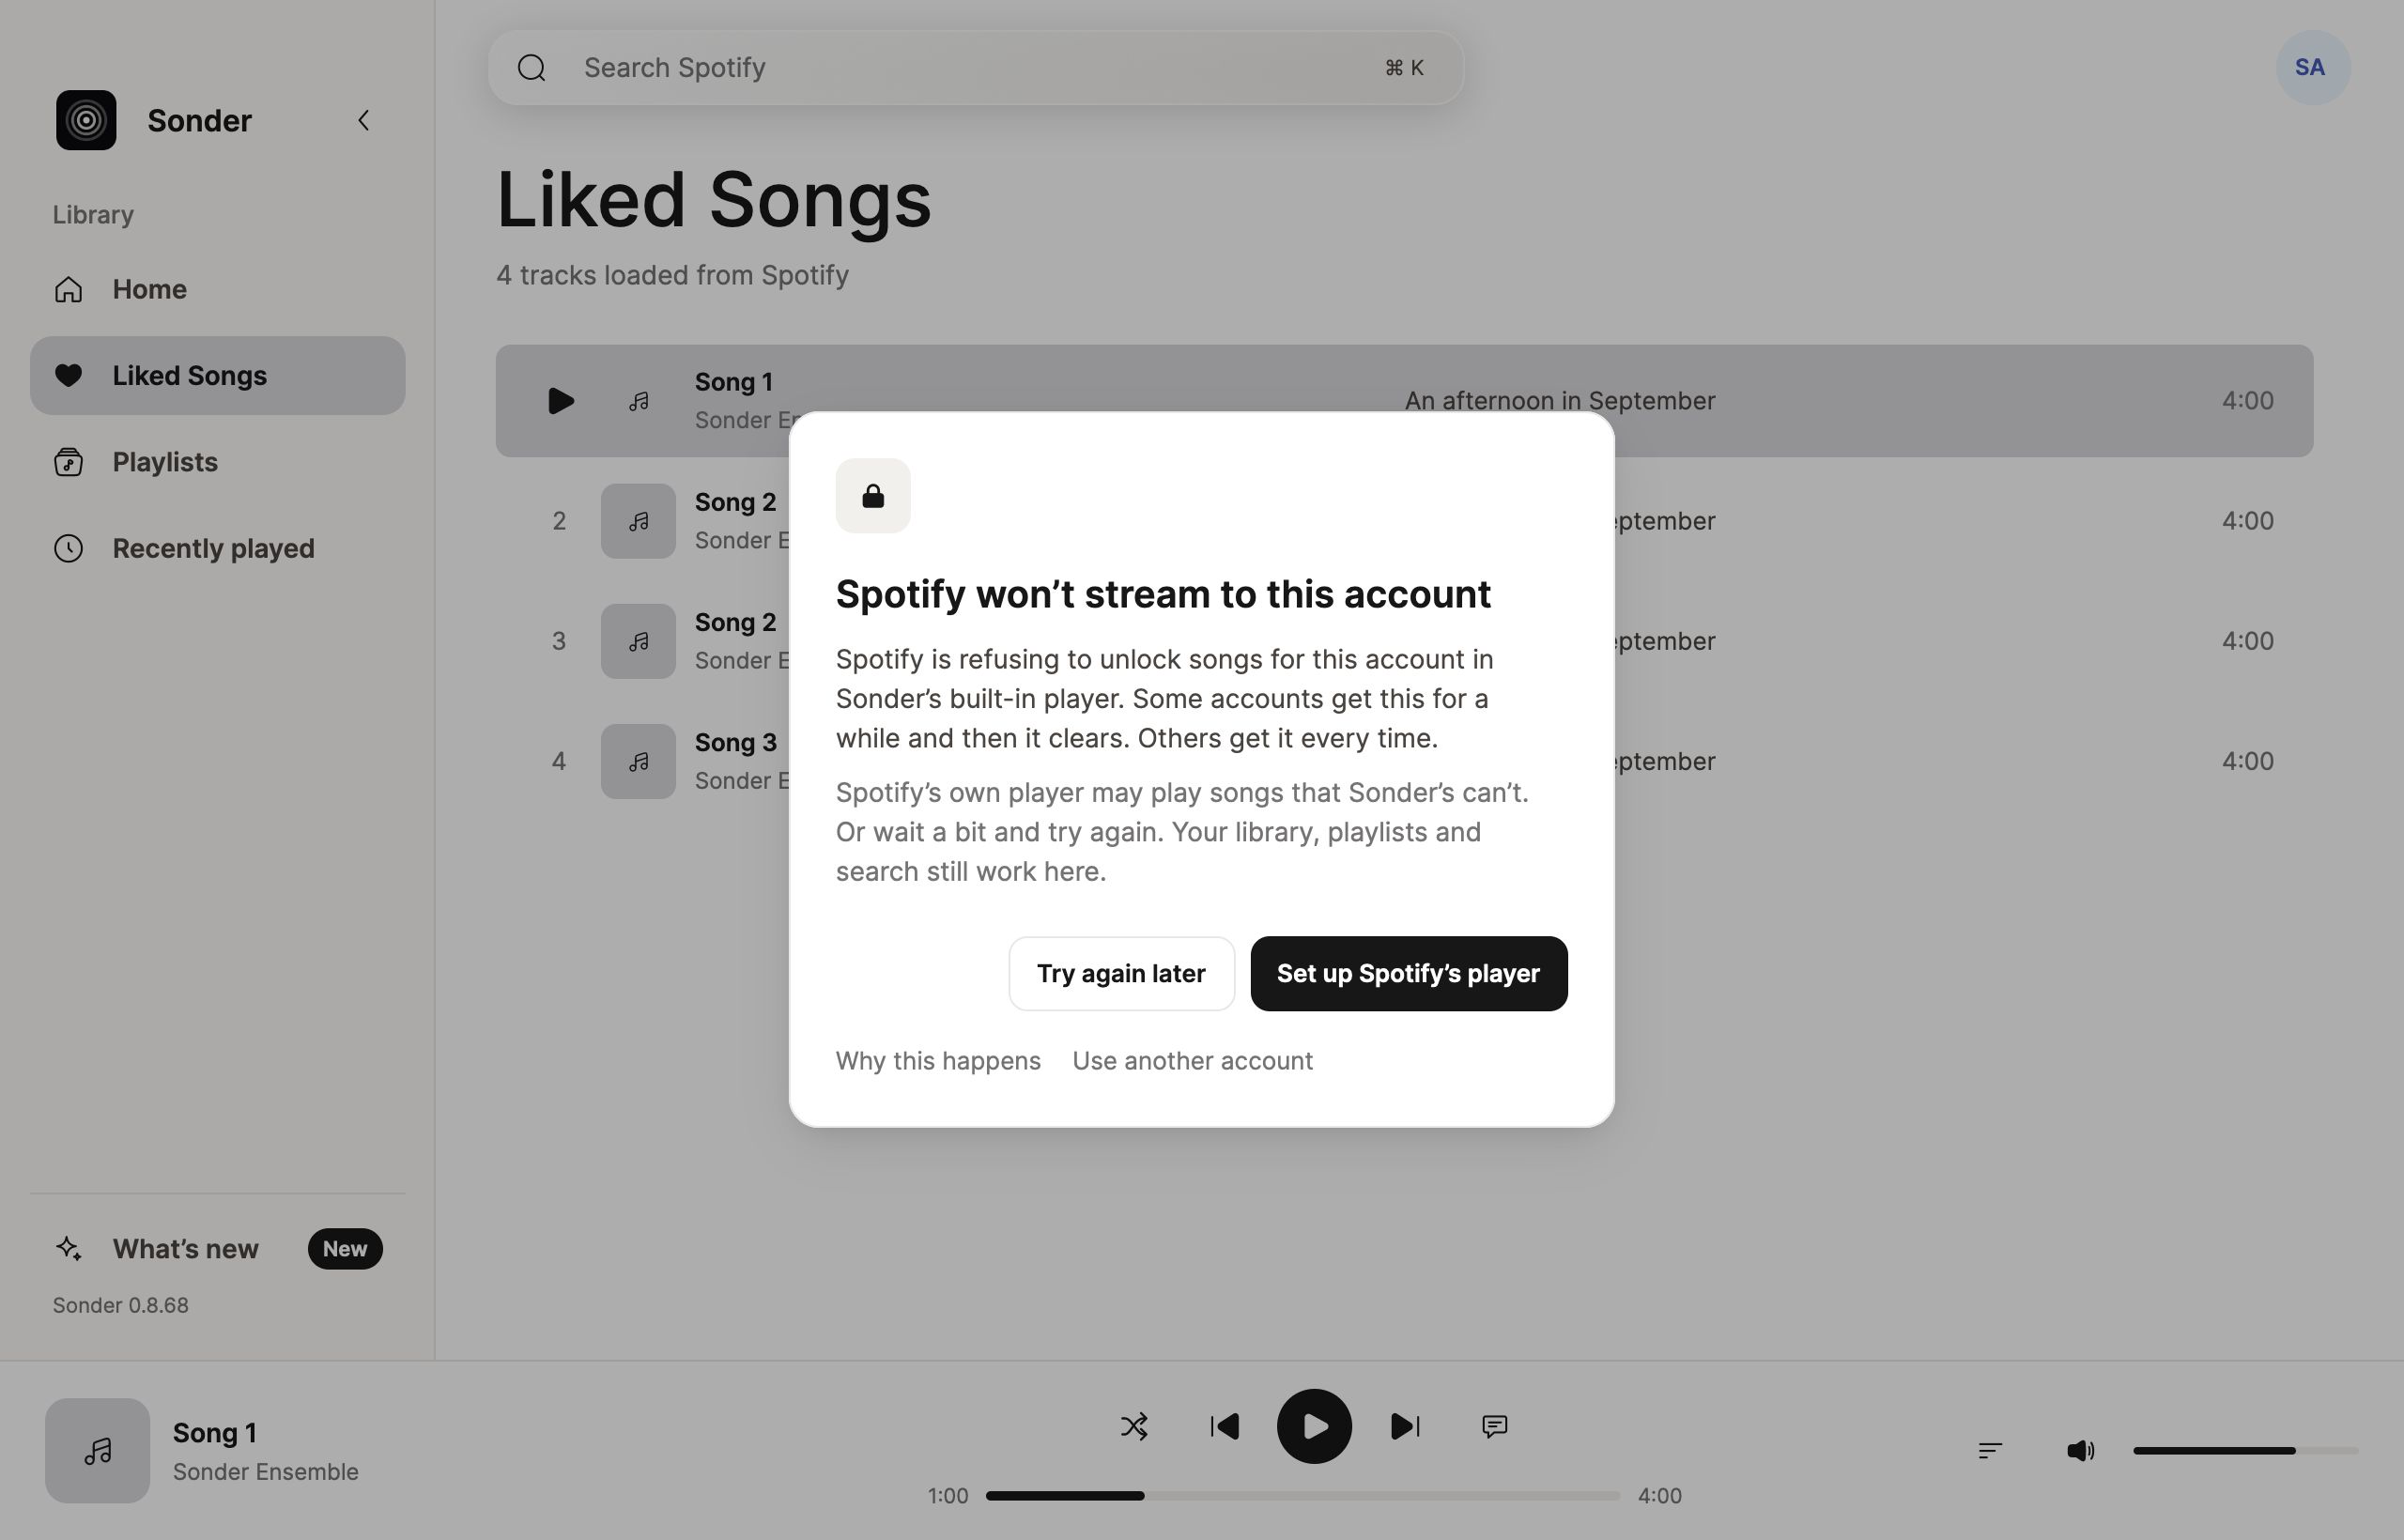 Search Spotify
⌘ K
SA
Sonder
Library
Home
Liked Songs
Playlists
Recently played
What’s new
New
Sonder 0.8.68
Liked Songs
4 tracks loaded from Spotify
Song 1
Sonder
An afternoon in September
4:00
2
Song 2
Sonder
4:00
3
Song 2
Sonder
4:00
4
Song 3
Sonder
4:00
Spotify won’t stream to this account
Spotify is refusing to unlock songs for this account in
Sonder’s built-in player. Some accounts get this for a
while and then it clears. Others get it every time.
Spotify’s own player may play songs that Sonder’s can’t.
Or wait a bit and try again. Your library, playlists and
search still work here.
Try again later
Set up Spotify’s player
Why this happens
Use another account
Song 1
Sonder Ensemble
1:00
4:00